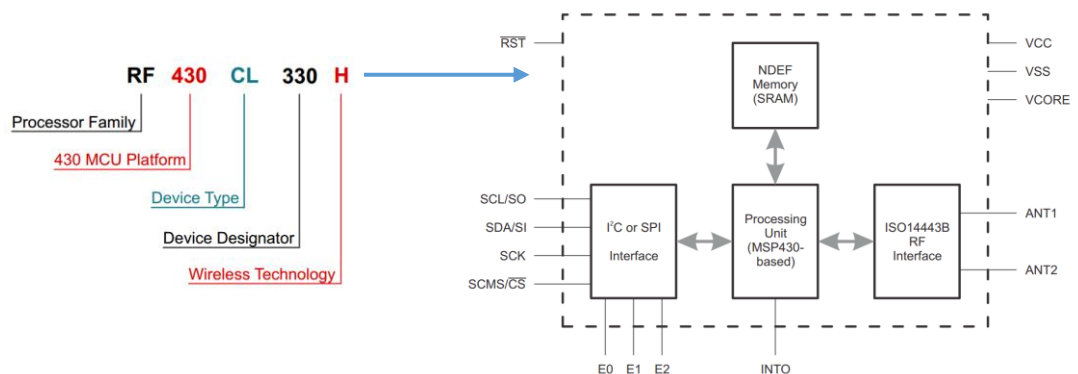 RF 430 CL 330 H
Processor Family
430 MCU Platform
Device Type
Device Designator
Wireless Technology
RST
NDEF
Memory
(SRAM)
VCC
VSS
VCORE
SCL/SO
SDA/SI
SCK
SCMS/CS
I²C or SPI
Interface
Processing
Unit
(MSP430-
based)
ISO14443B
RF
Interface
ANT1
ANT2
E0 E1 E2
INTO